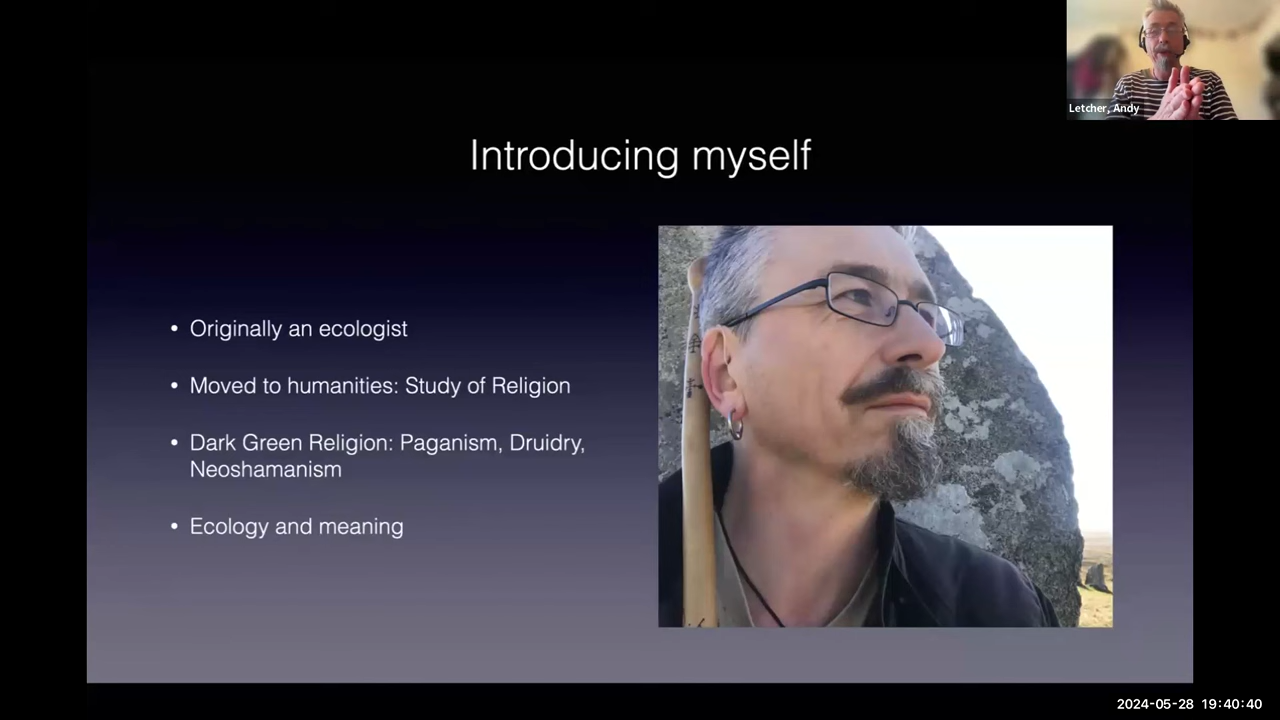 Letcher, Andy
Introducing myself
• Originally an ecologist
• Moved to humanities: Study of Religion
• Dark Green Religion: Paganism, Druidry,
Neoshamanism
• Ecology and meaning
2024-05-28 19:40:40